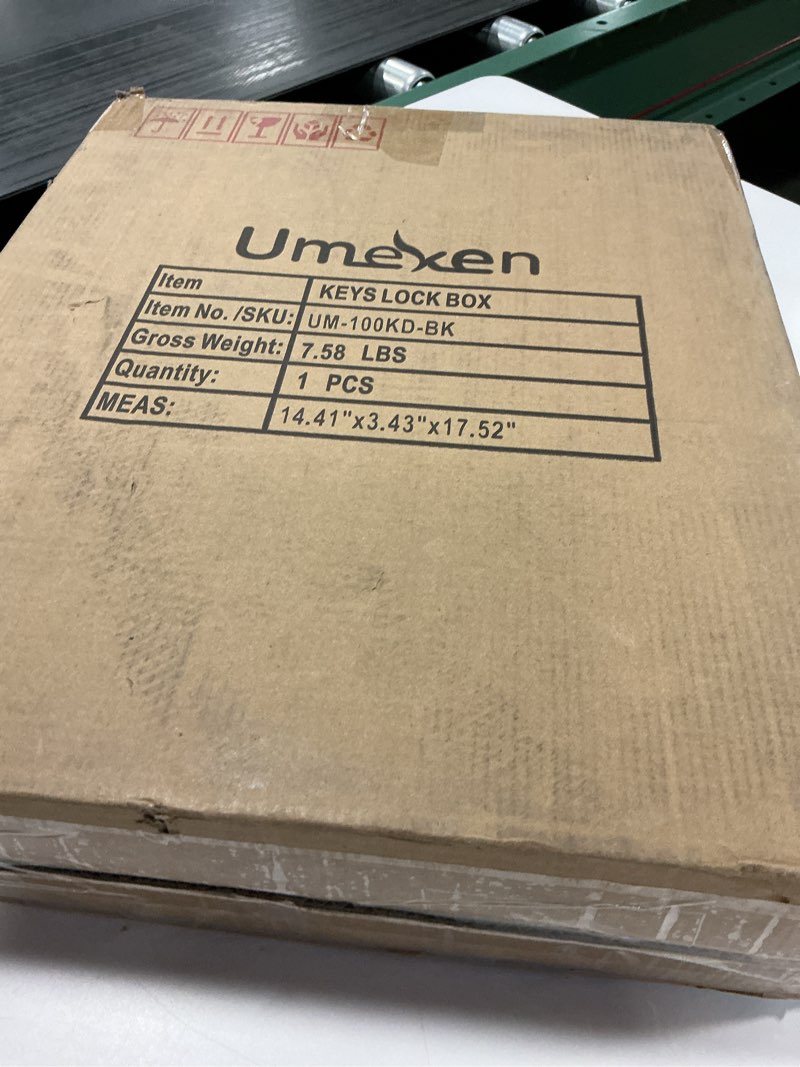 Umexen
Item KEYS LOCK BOX
Item No. /SKU: UM-100KD-BK
Gross Weight: 7.58 LBS
Quantity: 1 PCS
MEAS: 14.41"x3.43"x17.52"